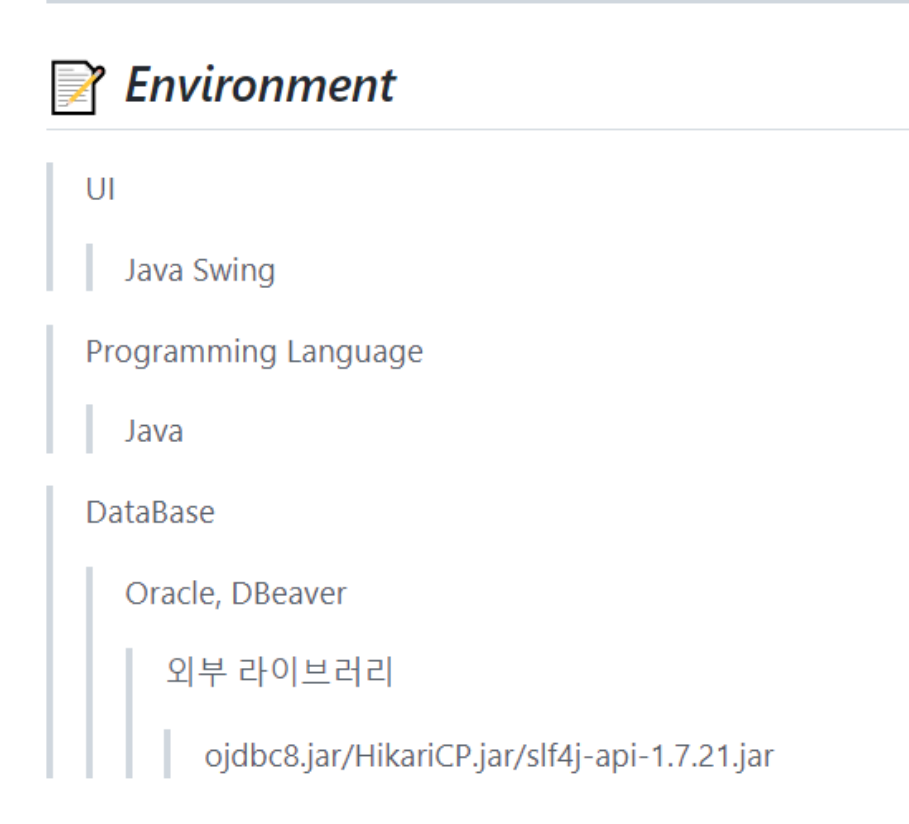 Environment
UI
Java Swing
Programming Language
Java
DataBase
Oracle, DBeaver
외부 라이브러리
ojdbc8.jar/HikariCP.jar/slf4j-api-1.7.21.jar